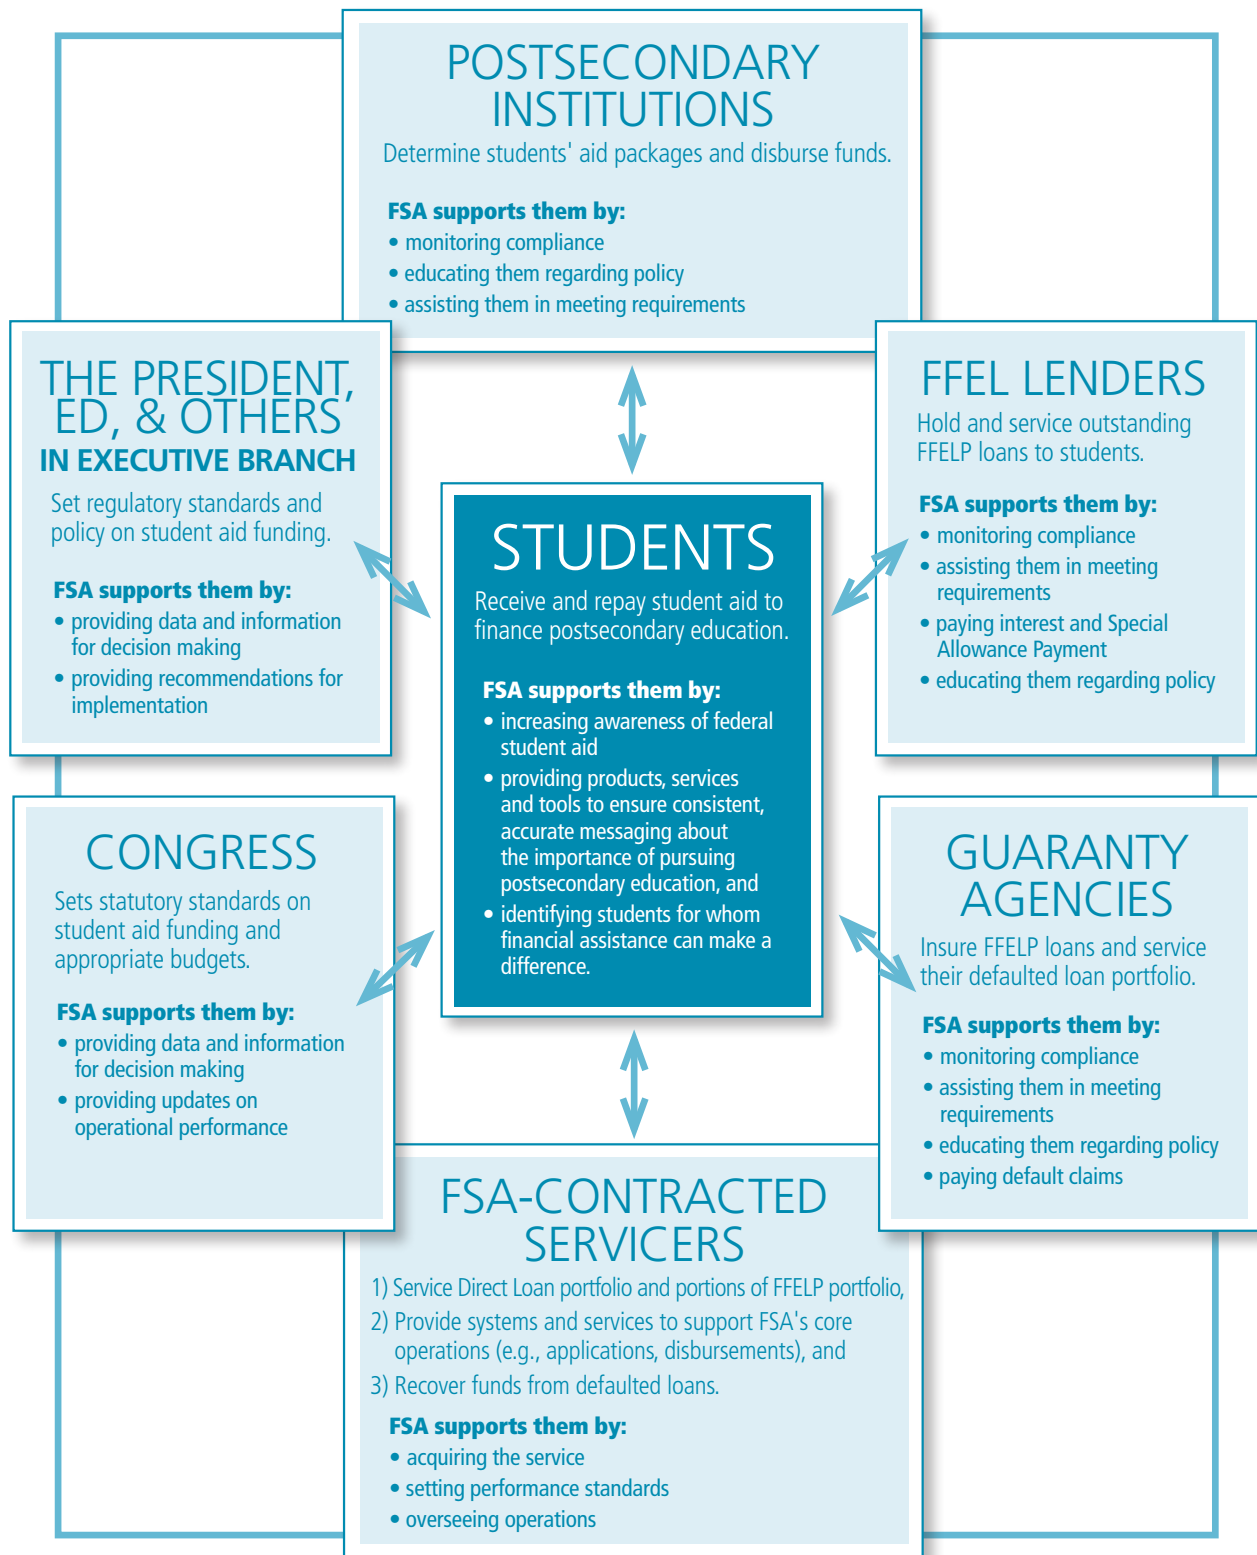 POSTSECONDARY
INSTITUTIONS
Determine students' aid packages and disburse funds.
FSA supports them by:
• monitoring compliance
• educating them regarding policy
• assisting them in meeting requirements
THE PRESIDENT,
ED, & OTHERS
IN EXECUTIVE BRANCH
Set regulatory standards and
policy on student aid funding.
FSA supports them by:
• providing data and information
for decision making
• providing recommendations for
implementation
FFEL LENDERS
Hold and service outstanding
FFELP loans to students.
FSA supports them by:
• monitoring compliance
• assisting them in meeting
requirements
• paying interest and Special
Allowance Payment
• educating them regarding policy
STUDENTS
Receive and repay student aid to
finance postsecondary education.
FSA supports them by:
• increasing awareness of federal
student aid
• providing products, services
and tools to ensure consistent,
accurate messaging about
the importance of pursuing
postsecondary education, and
• identifying students for whom
financial assistance can make a
difference.
CONGRESS
Sets statutory standards on
student aid funding and
appropriate budgets.
FSA supports them by:
• providing data and information
for decision making
• providing updates on
operational performance
GUARANTY
AGENCIES
Insure FFELP loans and service
their defaulted loan portfolio.
FSA supports them by:
• monitoring compliance
• assisting them in meeting
requirements
• educating them regarding policy
• paying default claims
FSA-CONTRACTED
SERVICERS
1) Service Direct Loan portfolio and portions of FFELP portfolio,
2) Provide systems and services to support FSA's core
operations (e.g., applications, disbursements), and
3) Recover funds from defaulted loans.
FSA supports them by:
• acquiring the service
• setting performance standards
• overseeing operations